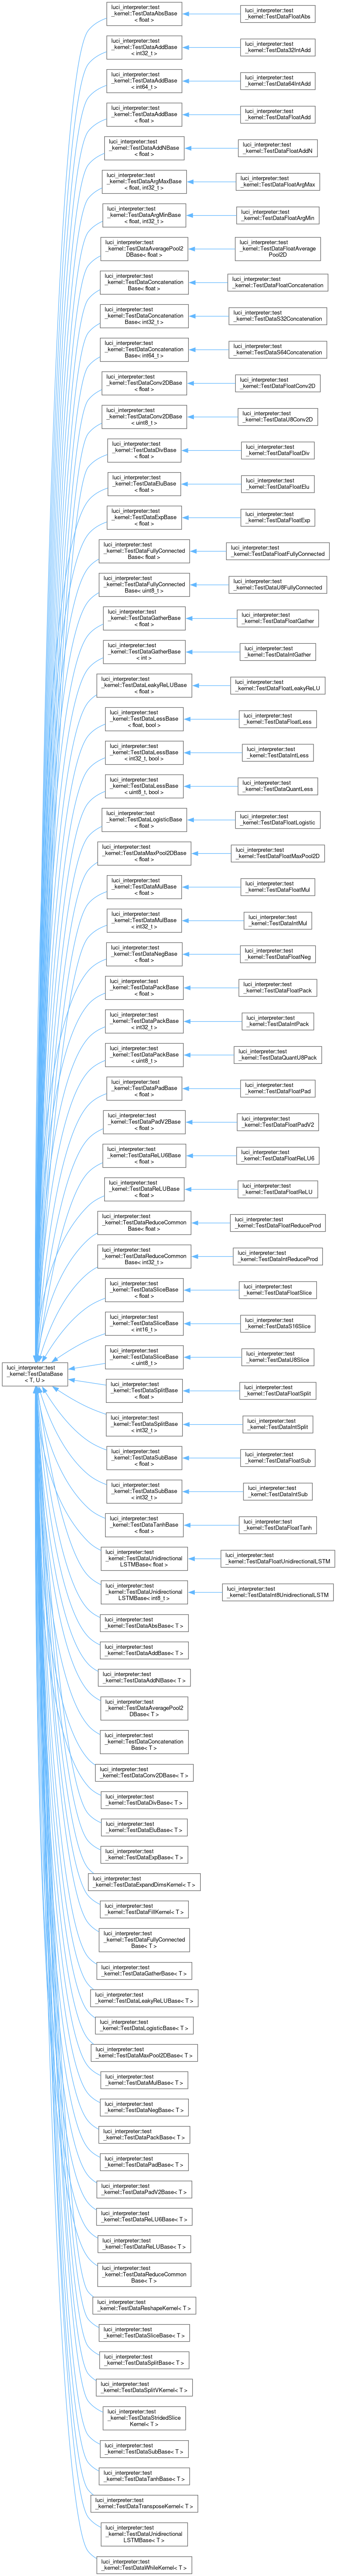 luci_interpreter::test
_kernel::TestDataAbsBase
< float >
luci_interpreter::test
_kernel::TestDataFloatAbs
luci_interpreter::test
_kernel::TestDataAddBase
< int32_t >
luci_interpreter::test
_kernel::TestData32IntAdd
luci_interpreter::test
_kernel::TestDataAddBase
< int64_t >
luci_interpreter::test
_kernel::TestData64IntAdd
luci_interpreter::test
_kernel::TestDataAddBase
< float >
luci_interpreter::test
_kernel::TestDataFloatAdd
luci_interpreter::test
_kernel::TestDataAddNBase
< float >
luci_interpreter::test
_kernel::TestDataFloatAddN
luci_interpreter::test
_kernel::TestDataArgMaxBase
< float, int32_t >
luci_interpreter::test
_kernel::TestDataFloatArgMax
luci_interpreter::test
_kernel::TestDataArgMinBase
< float, int32_t >
luci_interpreter::test
_kernel::TestDataFloatArgMin
luci_interpreter::test
_kernel::TestDataAveragePool2
DBase< float >
luci_interpreter::test
_kernel::TestDataFloatAverage
Pool2D
luci_interpreter::test
_kernel::TestDataConcatenation
Base< float >
luci_interpreter::test
_kernel::TestDataFloatConcatenation
luci_interpreter::test
_kernel::TestDataConcatenation
Base< int32_t >
luci_interpreter::test
_kernel::TestDataS32Concatenation
luci_interpreter::test
_kernel::TestDataConcatenation
Base< int64_t >
luci_interpreter::test
_kernel::TestDataS64Concatenation
luci_interpreter::test
_kernel::TestDataConv2DBase
< float >
luci_interpreter::test
_kernel::TestDataFloatConv2D
luci_interpreter::test
_kernel::TestDataConv2DBase
< uint8_t >
luci_interpreter::test
_kernel::TestDataU8Conv2D
luci_interpreter::test
_kernel::TestDataDivBase
< float >
luci_interpreter::test
_kernel::TestDataFloatDiv
luci_interpreter::test
_kernel::TestDataEluBase
< float >
luci_interpreter::test
_kernel::TestDataFloatElu
luci_interpreter::test
_kernel::TestDataExpBase
< float >
luci_interpreter::test
_kernel::TestDataFloatExp
luci_interpreter::test
_kernel::TestDataFullyConnected
Base< float >
luci_interpreter::test
_kernel::TestDataFloatFullyConnected
luci_interpreter::test
_kernel::TestDataFullyConnected
Base< uint8_t >
luci_interpreter::test
_kernel::TestDataU8FullyConnected
luci_interpreter::test
_kernel::TestDataGatherBase
< float >
luci_interpreter::test
_kernel::TestDataFloatGather
luci_interpreter::test
_kernel::TestDataGatherBase
< int >
luci_interpreter::test
_kernel::TestDataIntGather
luci_interpreter::test
_kernel::TestDataLeakyReLUBase
< float >
luci_interpreter::test
_kernel::TestDataFloatLeakyReLU
luci_interpreter::test
_kernel::TestDataLessBase
< float, bool >
luci_interpreter::test
_kernel::TestDataFloatLess
luci_interpreter::test
_kernel::TestDataLessBase
< int32_t, bool >
luci_interpreter::test
_kernel::TestDataIntLess
luci_interpreter::test
_kernel::TestDataLessBase
< uint8_t, bool >
luci_interpreter::test
_kernel::TestDataQuantLess
luci_interpreter::test
_kernel::TestDataLogisticBase
< float >
luci_interpreter::test
_kernel::TestDataFloatLogistic
luci_interpreter::test
_kernel::TestDataMaxPool2DBase
< float >
luci_interpreter::test
_kernel::TestDataFloatMaxPool2D
luci_interpreter::test
_kernel::TestDataMulBase
< float >
luci_interpreter::test
_kernel::TestDataFloatMul
luci_interpreter::test
_kernel::TestDataMulBase
< int32_t >
luci_interpreter::test
_kernel::TestDataIntMul
luci_interpreter::test
_kernel::TestDataNegBase
< float >
luci_interpreter::test
_kernel::TestDataFloatNeg
luci_interpreter::test
_kernel::TestDataPackBase
< float >
luci_interpreter::test
_kernel::TestDataFloatPack
luci_interpreter::test
_kernel::TestDataPackBase
< int32_t >
luci_interpreter::test
_kernel::TestDataIntPack
luci_interpreter::test
_kernel::TestDataPackBase
< uint8_t >
luci_interpreter::test
_kernel::TestDataQuantU8Pack
luci_interpreter::test
_kernel::TestDataPadBase
< float >
luci_interpreter::test
_kernel::TestDataFloatPad
luci_interpreter::test
_kernel::TestDataPadV2Base
< float >
luci_interpreter::test
_kernel::TestDataFloatPadV2
luci_interpreter::test
_kernel::TestDataReLU6Base
< float >
luci_interpreter::test
_kernel::TestDataFloatReLU6
luci_interpreter::test
_kernel::TestDataReLUBase
< float >
luci_interpreter::test
_kernel::TestDataFloatReLU
luci_interpreter::test
_kernel::TestDataReduceCommon
Base< float >
luci_interpreter::test
_kernel::TestDataFloatReduceProd
luci_interpreter::test
_kernel::TestDataReduceCommon
Base< int32_t >
luci_interpreter::test
_kernel::TestDataIntReduceProd
luci_interpreter::test
_kernel::TestDataSliceBase
< float >
luci_interpreter::test
_kernel::TestDataFloatSlice
luci_interpreter::test
_kernel::TestDataSliceBase
< int16_t >
luci_interpreter::test
_kernel::TestDataS16Slice
luci_interpreter::test
_kernel::TestDataSliceBase
< uint8_t >
luci_interpreter::test
_kernel::TestDataU8Slice
luci_interpreter::test
_kernel::TestDataBase
< T, U >
luci_interpreter::test
_kernel::TestDataSplitBase
< float >
luci_interpreter::test
_kernel::TestDataFloatSplit
luci_interpreter::test
_kernel::TestDataSplitBase
< int32_t >
luci_interpreter::test
_kernel::TestDataIntSplit
luci_interpreter::test
_kernel::TestDataSubBase
< float >
luci_interpreter::test
_kernel::TestDataFloatSub
luci_interpreter::test
_kernel::TestDataSubBase
< int32_t >
luci_interpreter::test
_kernel::TestDataIntSub
luci_interpreter::test
_kernel::TestDataTanhBase
< float >
luci_interpreter::test
_kernel::TestDataFloatTanh
luci_interpreter::test
_kernel::TestDataUnidirectional
LSTMBase< float >
luci_interpreter::test
_kernel::TestDataFloatUnidirectionalLSTM
luci_interpreter::test
_kernel::TestDataUnidirectional
LSTMBase< int8_t >
luci_interpreter::test
_kernel::TestDataInt8UnidirectionalLSTM
luci_interpreter::test
_kernel::TestDataAbsBase< T >
luci_interpreter::test
_kernel::TestDataAddBase< T >
luci_interpreter::test
_kernel::TestDataAddNBase< T >
luci_interpreter::test
_kernel::TestDataAveragePool2
DBase< T >
luci_interpreter::test
_kernel::TestDataConcatenation
Base< T >
luci_interpreter::test
_kernel::TestDataConv2DBase< T >
luci_interpreter::test
_kernel::TestDataDivBase< T >
luci_interpreter::test
_kernel::TestDataEluBase< T >
luci_interpreter::test
_kernel::TestDataExpBase< T >
luci_interpreter::test
_kernel::TestDataExpandDimsKernel< T >
luci_interpreter::test
_kernel::TestDataFillKernel< T >
luci_interpreter::test
_kernel::TestDataFullyConnected
Base< T >
luci_interpreter::test
_kernel::TestDataGatherBase< T >
luci_interpreter::test
_kernel::TestDataLeakyReLUBase< T >
luci_interpreter::test
_kernel::TestDataLogisticBase< T >
luci_interpreter::test
_kernel::TestDataMaxPool2DBase< T >
luci_interpreter::test
_kernel::TestDataMulBase< T >
luci_interpreter::test
_kernel::TestDataNegBase< T >
luci_interpreter::test
_kernel::TestDataPackBase< T >
luci_interpreter::test
_kernel::TestDataPadBase< T >
luci_interpreter::test
_kernel::TestDataPadV2Base< T >
luci_interpreter::test
_kernel::TestDataReLU6Base< T >
luci_interpreter::test
_kernel::TestDataReLUBase< T >
luci_interpreter::test
_kernel::TestDataReduceCommon
Base< T >
luci_interpreter::test
_kernel::TestDataReshapeKernel< T >
luci_interpreter::test
_kernel::TestDataSliceBase< T >
luci_interpreter::test
_kernel::TestDataSplitBase< T >
luci_interpreter::test
_kernel::TestDataSplitVKernel< T >
luci_interpreter::test
_kernel::TestDataStridedSlice
Kernel< T >
luci_interpreter::test
_kernel::TestDataSubBase< T >
luci_interpreter::test
_kernel::TestDataTanhBase< T >
luci_interpreter::test
_kernel::TestDataTransposeKernel< T >
luci_interpreter::test
_kernel::TestDataUnidirectional
LSTMBase< T >
luci_interpreter::test
_kernel::TestDataWhileKernel< T >